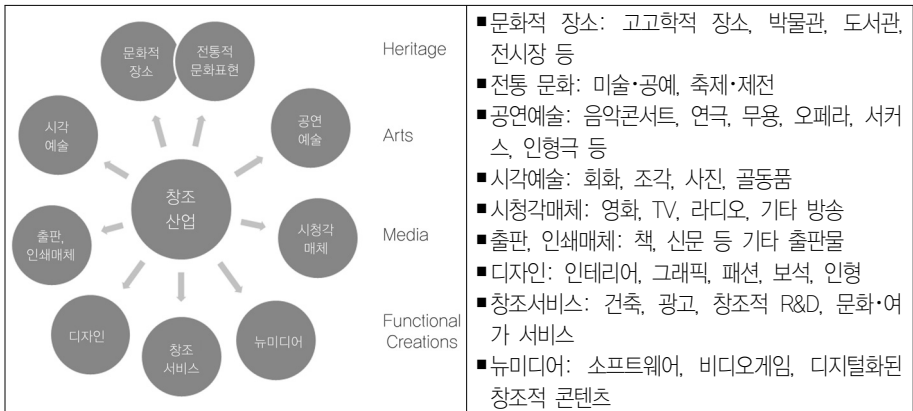 문화적
장소
전통적
문화표현
Heritage
시각
예술
공연
예술
Arts
창조
산업
출판,
인쇄매체
시청각
매체
Media
디자인
창조
서비스
뉴미디어
Functional
Creations
■문화적 장소: 고고학적 장소, 박물관, 도서관,
전시장 등
■전통 문화: 미술·공예, 축제·제전
■공연예술: 음악콘서트, 연극, 무용, 오페라, 서커
스, 인형극 등
■시각예술: 회화, 조각, 사진, 골동품
■시청각매체: 영화, TV, 라디오, 기타 방송
■출판, 인쇄매체: 책, 신문 등 기타 출판물
■디자인: 인테리어, 그래픽, 패션, 보석, 인형
■창조서비스: 건축, 광고, 창조적 R&D, 문화·여
가 서비스
■뉴미디어: 소프트웨어, 비디오게임, 디지털화된
창조적 콘텐츠